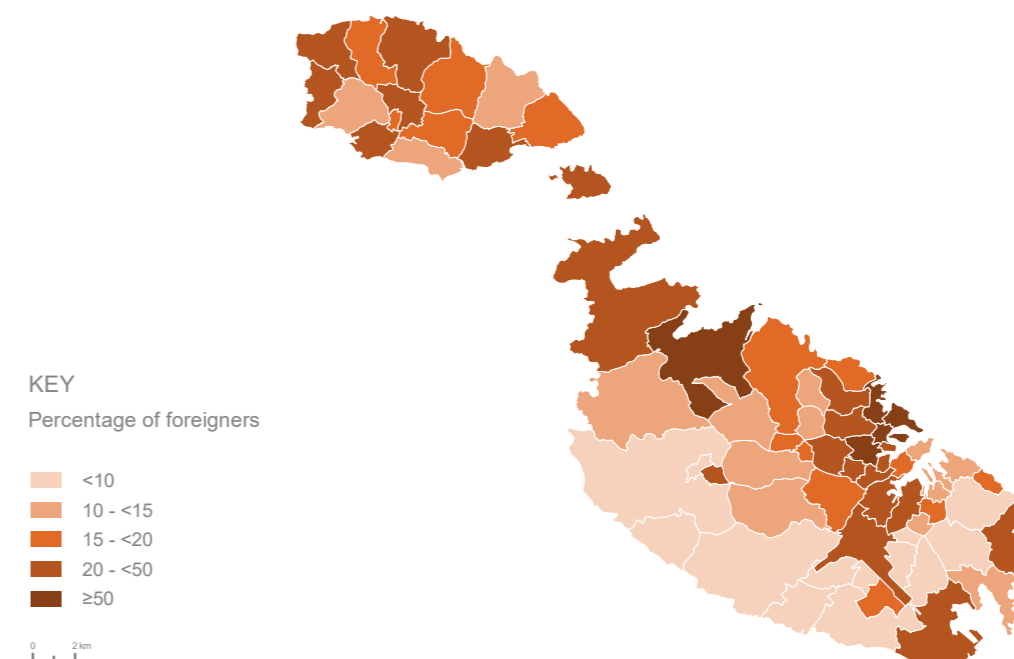 KEY
Percentage of foreigners
<10
10 - <15
15 - <20
20 - <50
≥50
0 2 km